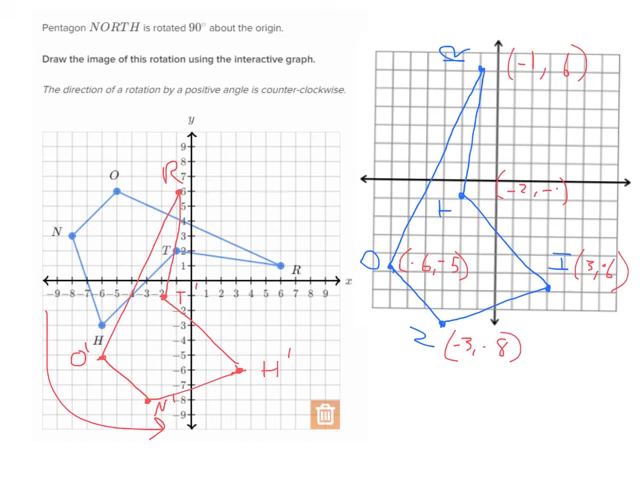 Pentagon NORTH is rotated 90° about the origin.
Draw the image of this rotation using the interactive graph.
The direction of a rotation by a positive angle is counter-clockwise.
y
9
8
7
6
5
4
3
2
1
−9 −8 −7 −6 −5 −4 −3 −2 1 2 3 4 5 6 7 8 9 x
−1
−3
−4
−5
−6
−7
−8
−9
O
N
T
R
H
R
T'
O'
H'
N'
R (-1, 6)
T (-2, -1)
O (-6, -5)
H (3, -6)
N (-3, -8)